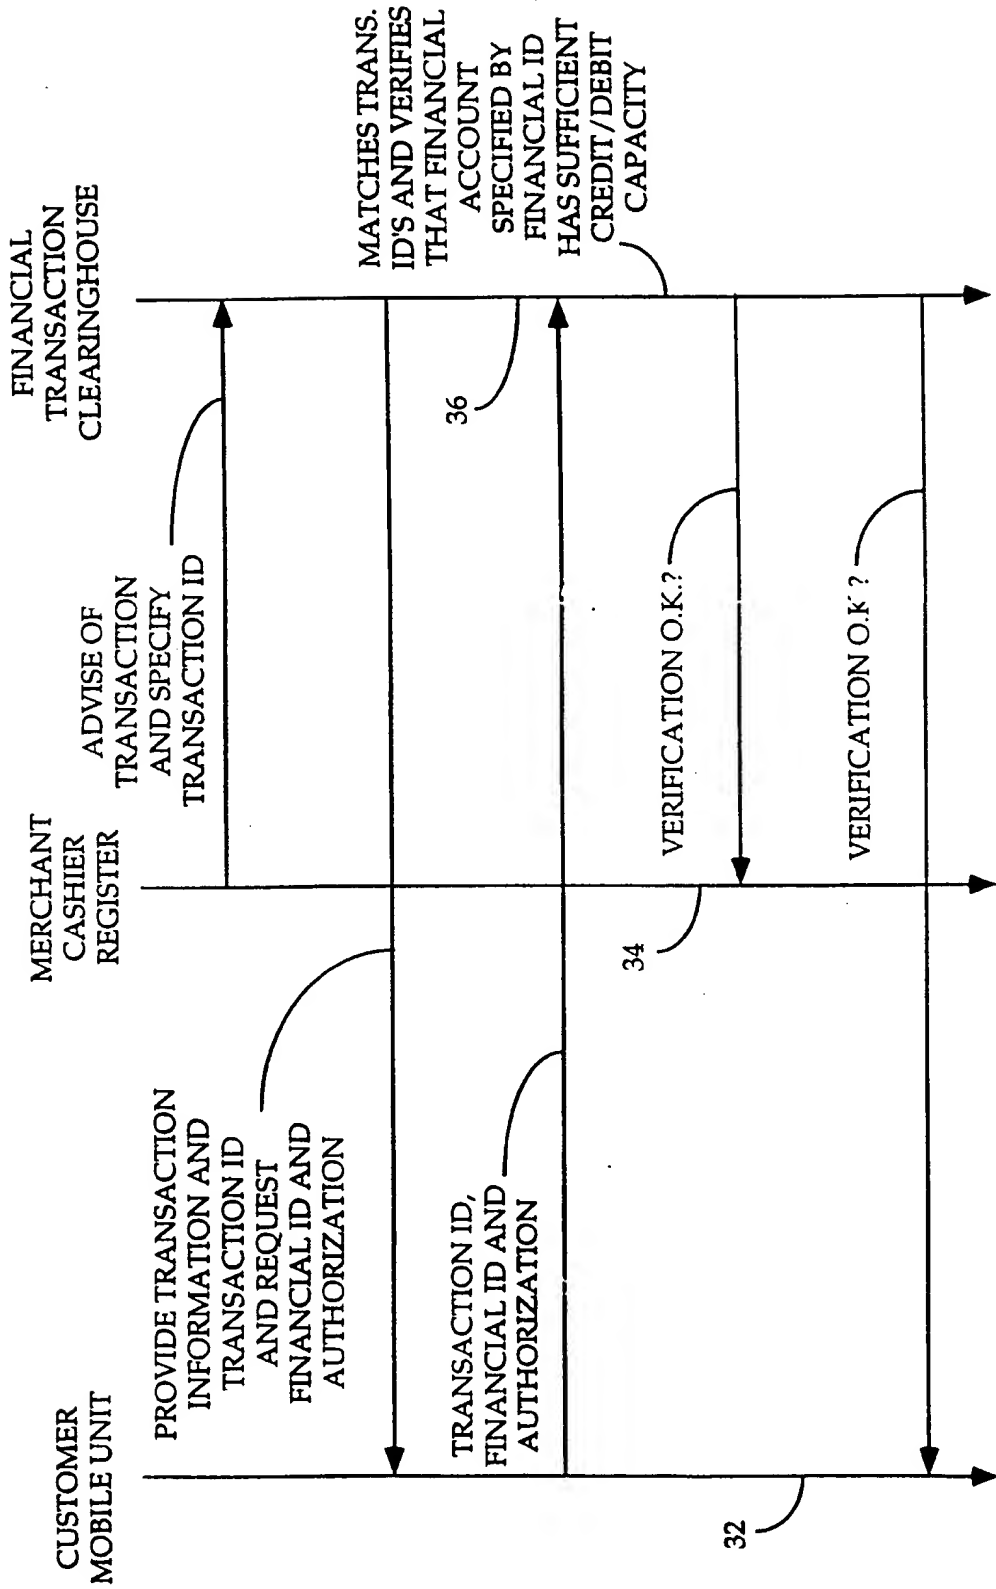 CUSTOMER
MOBILE UNIT
MERCHANT
CASHIER
REGISTER
FINANCIAL
TRANSACTION
CLEARINGHOUSE
ADVISE OF
TRANSACTION
AND SPECIFY
TRANSACTION ID
PROVIDE TRANSACTION
INFORMATION AND
TRANSACTION ID
AND REQUEST
FINANCIAL ID AND
AUTHORIZATION
36
MATCHES TRANS.
ID'S AND VERIFIES
THAT FINANCIAL
ACCOUNT
SPECIFIED BY
FINANCIAL ID
HAS SUFFICIENT
CREDIT/DEBIT
CAPACITY
TRANSACTION ID,
FINANCIAL ID AND
AUTHORIZATION
34
VERIFICATION O.K.?
32
VERIFICATION O.K ?